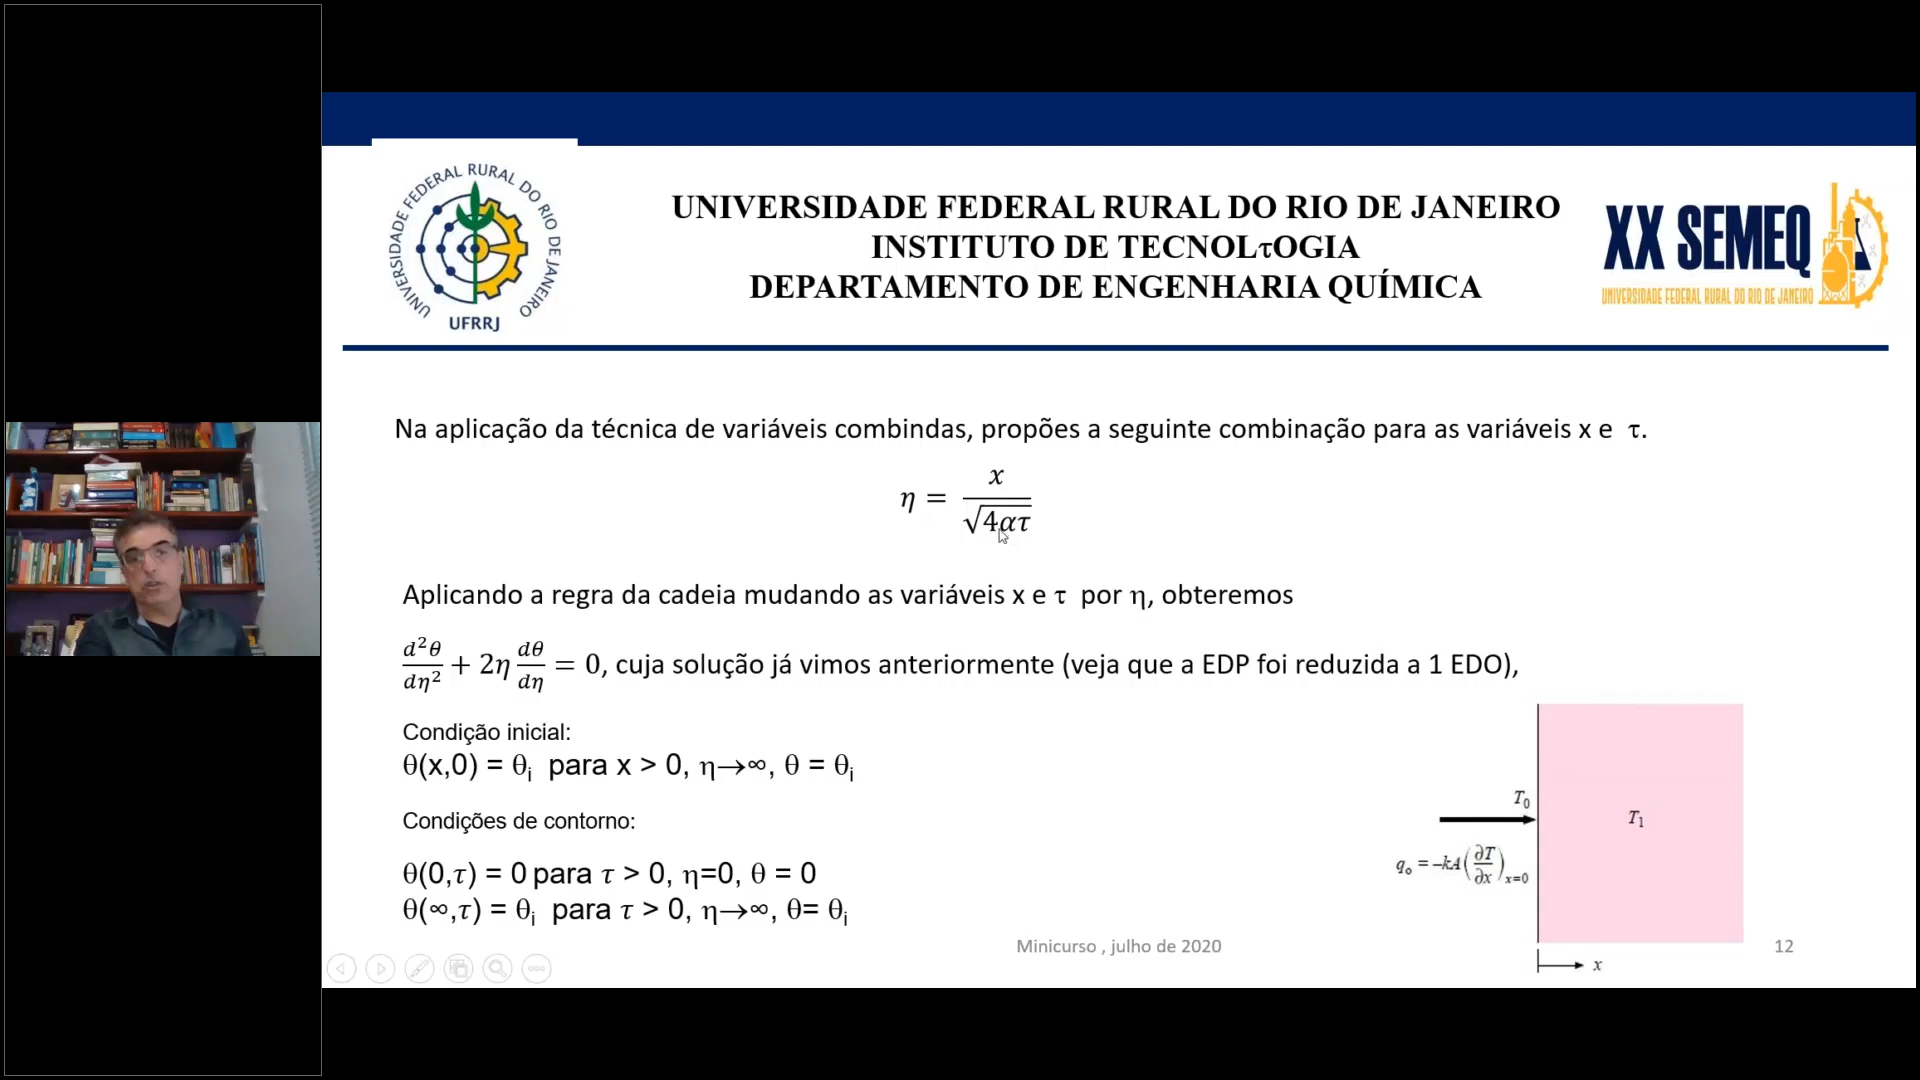 UNIVERSIDADE FEDERAL RURAL DO RIO DE JANEIRO
UFRRJ
UNIVERSIDADE FEDERAL RURAL DO RIO DE JANEIRO
INSTITUTO DE TECNOLτOGIA
DEPARTAMENTO DE ENGENHARIA QUÍMICA
XX SEMEQ
UNIVERSIDADE FEDERAL RURAL DO RIO DE JANEIRO
Na aplicação da técnica de variáveis combindas, propões a seguinte combinação para as variáveis x e τ.
η = x / √4ατ
Aplicando a regra da cadeia mudando as variáveis x e τ por η, obteremos
d²θ/dη² + 2η dθ/dη = 0, cuja solução já vimos anteriormente (veja que a EDP foi reduzida a 1 EDO),
Condição inicial:
θ(x,0) = θi para x > 0, η→∞, θ = θi
Condições de contorno:
θ(0,τ) = 0 para τ > 0, η=0, θ = 0
θ(∞,τ) = θi para τ > 0, η→∞, θ= θi
T0
T1
qo = –kA(∂T/∂x)x=0
x
Minicurso , julho de 2020
12